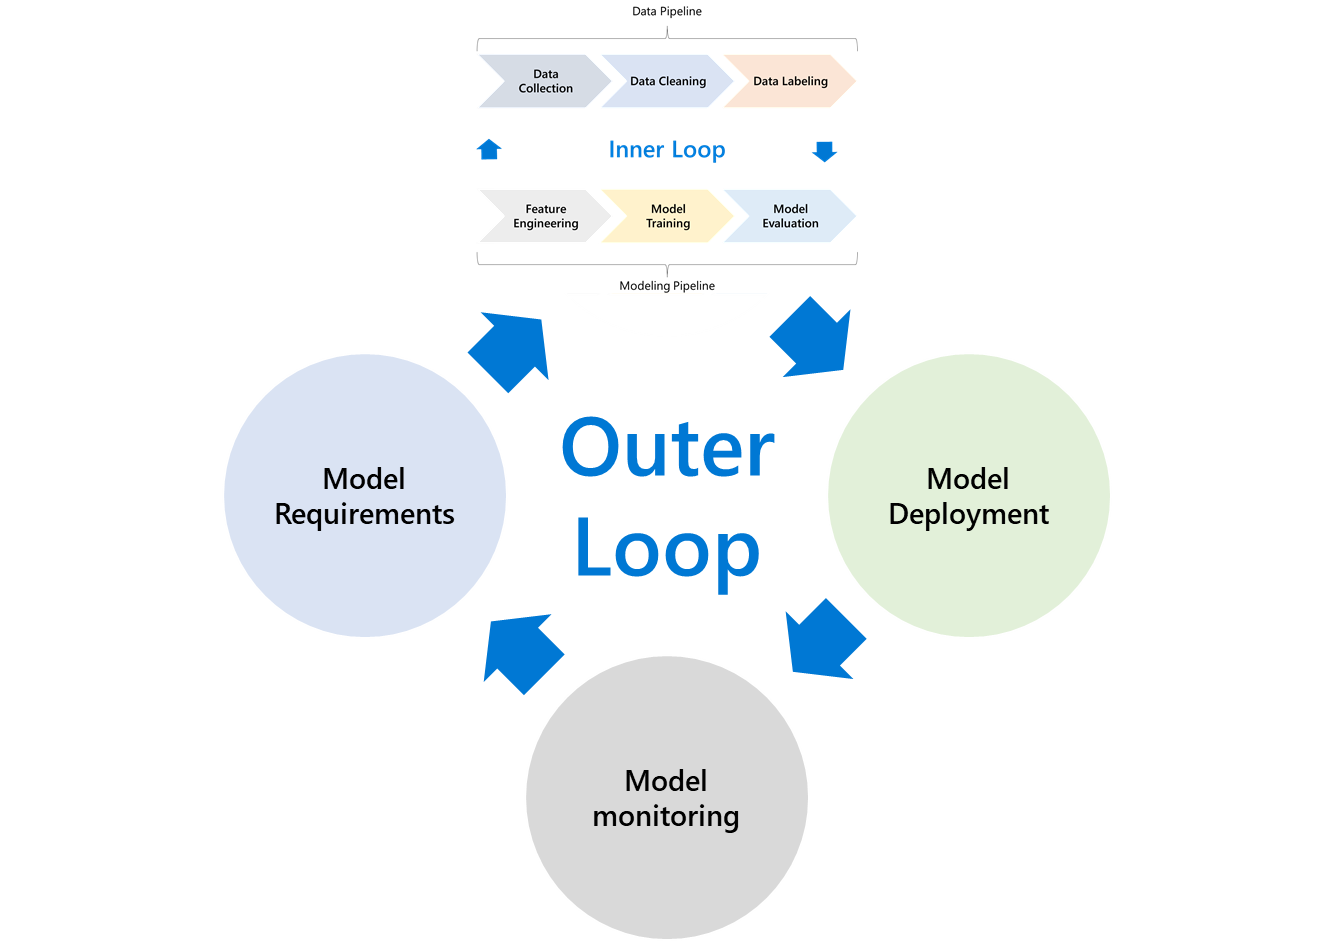 Data Pipeline
Data
Collection
Data Cleaning
Data Labeling
Inner Loop
Feature
Engineering
Model
Training
Model
Evaluation
Modeling Pipeline
Outer
Loop
Model
Requirements
Model
Deployment
Model
monitoring